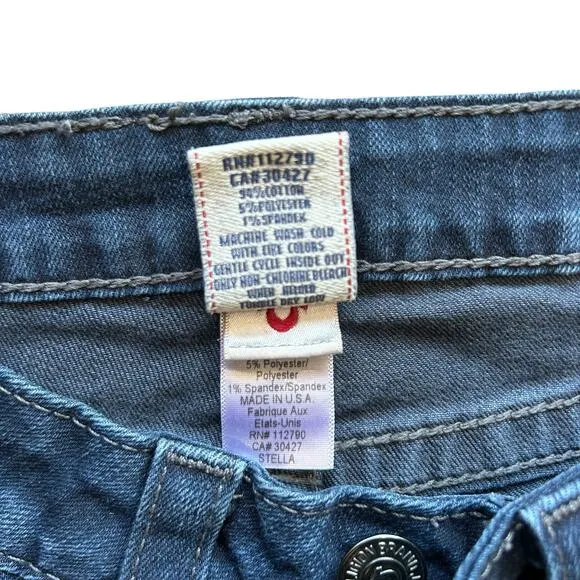 RN#112790
CA# 30427
94% COTTON
5% POLYESTER
1% SPANDEX
MACHINE WASH COLD
WITH LIKE COLORS
GENTLE CYCLE INSIDE OUT
ONLY NON-CHLORINE BLEACH
WHEN NEEDED
TUMBLE DRY LOW
5% Polyester/
Polyester
1% Spandex/Spandex
MADE IN U.S.A.
Fabrique Aux
Etats-Unis
RN# 112790
CA# 30427
STELLA
BRAND